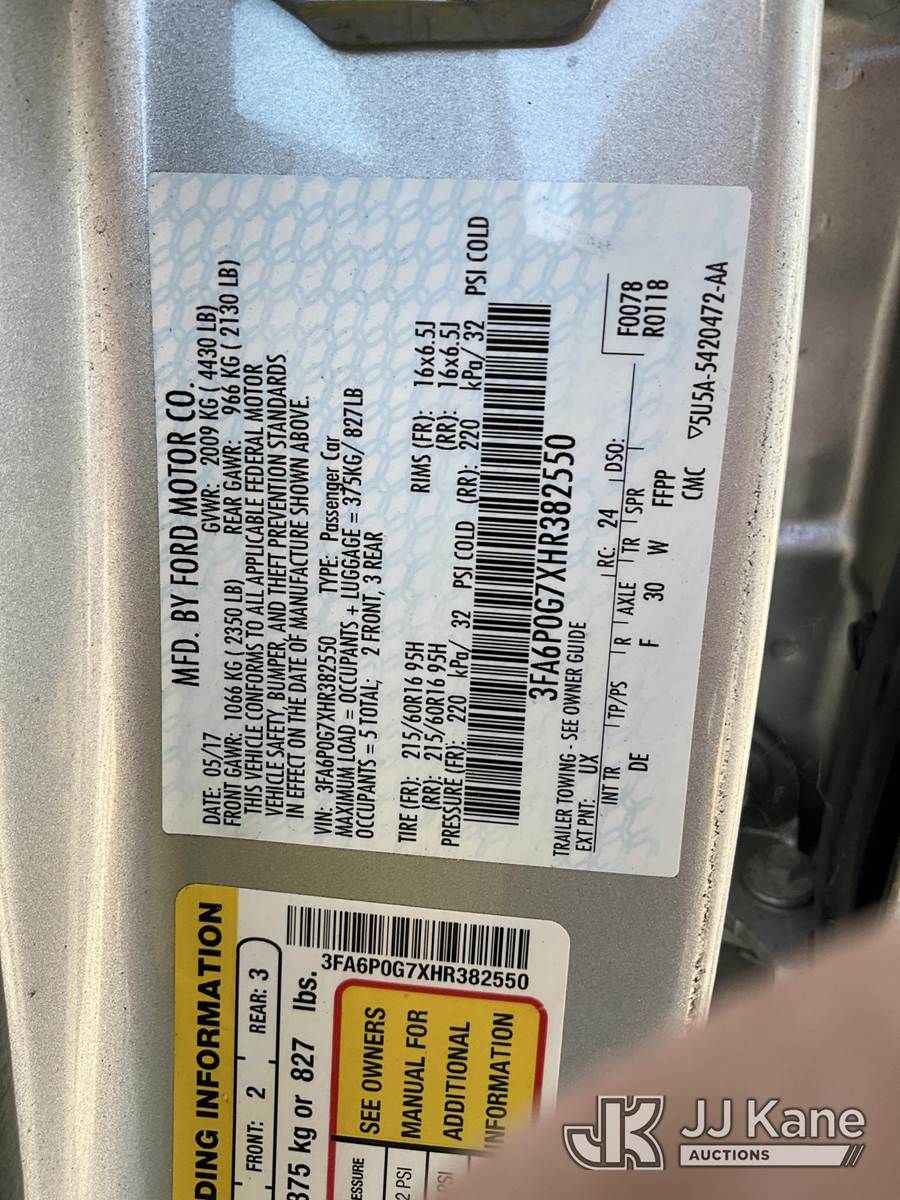 MFD. BY FORD MOTOR CO.
DATE: 05/17 GVWR: 2009 KG ( 4430 LB)
FRONT GAWR: 1066 KG ( 2350 LB) REAR GAWR: 966 KG ( 2130 LB)
THIS VEHICLE CONFORMS TO ALL APPLICABLE FEDERAL MOTOR
VEHICLE SAFETY, BUMPER, AND THEFT PREVENTION STANDARDS
IN EFFECT ON THE DATE OF MANUFACTURE SHOWN ABOVE.
VIN: 3FA6P0G7XHR382550 TYPE: Passenger Car
MAXIMUM LOAD = OCCUPANTS + LUGGAGE = 375KG/ 827LB
OCCUPANTS = 5 TOTAL; 2 FRONT, 3 REAR
TIRE (FR): 215/60R16 95H RIMS (FR): 16x6.5J
(RR): 215/60R16 95H (RR): 16x6.5J
PRESSURE (FR): 220 kPa/ 32 PSI COLD (RR): 220 kPa/ 32 PSI COLD
3FA6P0G7XHR382550
TRAILER TOWING - SEE OWNER GUIDE
EXT PNT: UX RC: 24 DSO: F0078
INT TR TP/PS R AXLE TR SPR R0118
DE F 30 W FFPP
CMC ▽5U5A-5420472-AA
DING INFORMATION
FRONT: 2 REAR: 3
375 kg or 827 lbs.
3FA6P0G7XHR382550
SEE OWNERS
MANUAL FOR
ADDITIONAL
INFORMATION
ESSURE
2 PSI
PSI
JK JJ Kane
AUCTIONS